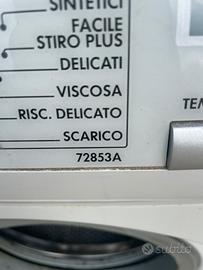 SINTETICI
FACILE
STIRO PLUS
DELICATI
VISCOSA
RISC. DELICATO
SCARICO
72853A
TEM
subito